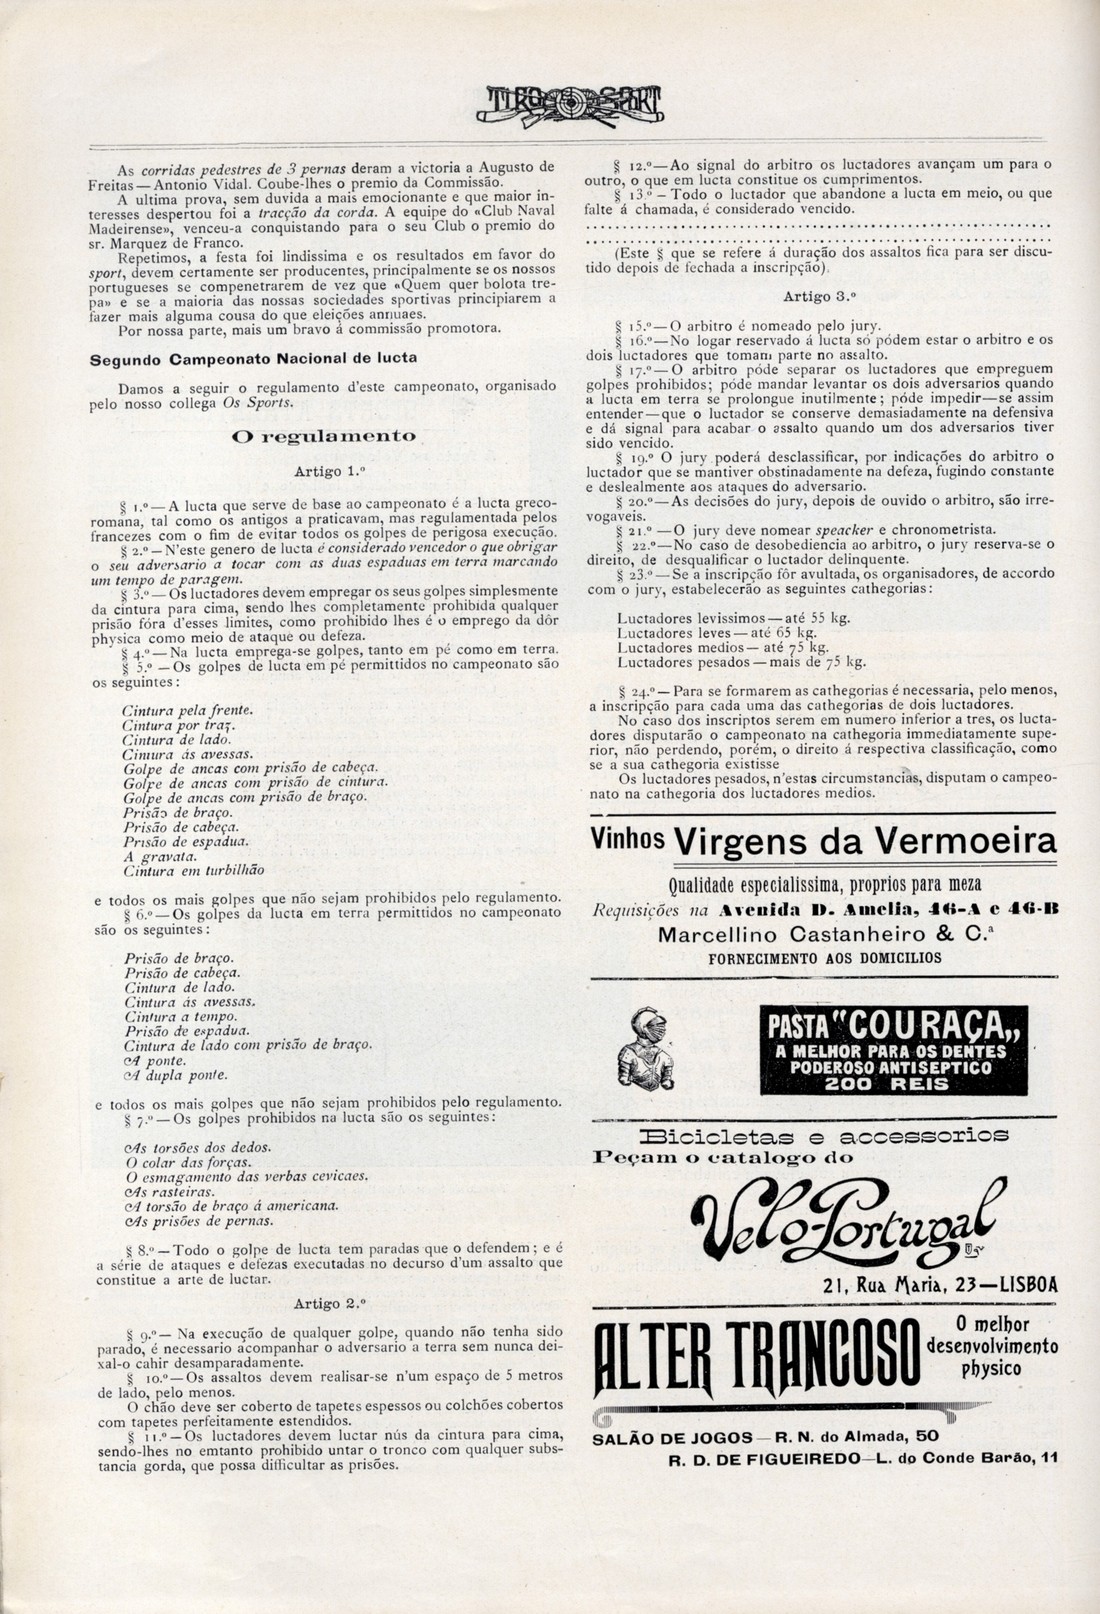 TIRO E SPORT
As corridas pedestres de 3 pernas deram a victoria a Augusto de
Freitas — Antonio Vidal. Coube-lhes o premio da Commissão.
A ultima prova, sem duvida a mais emocionante e que maior in-
teresses despertou foi a tracção da corda. A equipe do «Club Naval
Madeirense», venceu-a conquistando para o seu Club o premio do
sr. Marquez de Franco.
Repetimos, a festa foi lindissima e os resultados em favor do
sport, devem certamente ser producentes, principalmente se os nossos
portugueses se compenetrarem de vez que «Quem quer bolota tre-
pa» e se a maioria das nossas sociedades sportivas principiarem a
fazer mais alguma cousa do que eleições annuaes.
Por nossa parte, mais um bravo á commissão promotora.
Segundo Campeonato Nacional de lucta
Damos a seguir o regulamento d'este campeonato, organisado
pelo nosso collega Os Sports.
O regulamento
Artigo 1.º
§ 1.º — A lucta que serve de base ao campeonato é a lucta greco-
romana, tal como os antigos a praticavam, mas regulamentada pelos
francezes com o fim de evitar todos os golpes de perigosa execução.
§ 2.º — N'este genero de lucta é considerado vencedor o que obrigar
o seu adversario a tocar com as duas espaduas em terra marcando
um tempo de paragem.
§ 3.º — Os luctadores devem empregar os seus golpes simplesmente
da cintura para cima, sendo lhes completamente prohibida qualquer
prisão fóra d'esses limites, como prohibido lhes é o emprego da dôr
physica como meio de ataque ou defeza.
§ 4.º — Na lucta emprega-se golpes, tanto em pé como em terra.
§ 5.º — Os golpes de lucta em pé permittidos no campeonato são
os seguintes:
Cintura pela frente.
Cintura por traz.
Cintura de lado.
Cintura ás avessas.
Golpe de ancas com prisão de cabeça.
Golpe de ancas com prisão de cintura.
Golpe de ancas com prisão de braço.
Prisão de braço.
Prisão de cabeça.
Prisão de espadua.
A gravata.
Cintura em turbilhão
e todos os mais golpes que não sejam prohibidos pelo regulamento.
§ 6.º — Os golpes da lucta em terra permittidos no campeonato
são os seguintes:
Prisão de braço.
Prisão de cabeça.
Cintura de lado.
Cintura ás avessas.
Cintura a tempo.
Prisão de espadua.
Cintura de lado com prisão de braço.
A ponte.
A dupla ponte.
e todos os mais golpes que não sejam prohibidos pelo regulamento.
§ 7.º — Os golpes prohibidos na lucta são os seguintes:
As torsões dos dedos.
O colar das forças.
O esmagamento das verbas cevicaes.
As rasteiras.
A torsão de braço á americana.
As prisões de pernas.
§ 8.º — Todo o golpe de lucta tem paradas que o defendem; e é
a série de ataques e defezas executadas no decurso d'um assalto que
constitue a arte de luctar.
Artigo 2.º
§ 9.º — Na execução de qualquer golpe, quando não tenha sido
parado, é necessario acompanhar o adversario a terra sem nunca dei-
xal-o cahir desamparadamente.
§ 10.º — Os assaltos devem realisar-se n'um espaço de 5 metros
de lado, pelo menos.
O chão deve ser coberto de tapetes espessos ou colchões cobertos
com tapetes perfeitamente estendidos.
§ 11.º — Os luctadores devem luctar nús da cintura para cima,
sendo-lhes no emtanto prohibido untar o tronco com qualquer subs-
tancia gorda, que possa difficultar as prisões.
§ 12.º — Ao signal do arbitro os luctadores avançam um para o
outro, o que em lucta constitue os cumprimentos.
§ 13.º - Todo o luctador que abandone a lucta em meio, ou que
falte á chamada, é considerado vencido.
..........................................................
..........................................................
(Este § que se refere á duração dos assaltos fica para ser discu-
tido depois de fechada a inscripção).
Artigo 3.º
§ 15.º — O arbitro é nomeado pelo jury.
§ 16.º — No logar reservado á lucta só pódem estar o arbitro e os
dois luctadores que tomam parte no assalto.
§ 17.º — O arbitro póde separar os luctadores que empreguem
golpes prohibidos; póde mandar levantar os dois adversarios quando
a lucta em terra se prolongue inutilmente; póde impedir — se assim
entender — que o luctador se conserve demasiadamente na defensiva
e dá signal para acabar o assalto quando um dos adversarios tiver
sido vencido.
§ 19.º O jury poderá desclassificar, por indicações do arbitro o
luctador que se mantiver obstinadamente na defeza, fugindo constante
e deslealmente aos ataques do adversario.
§ 20.º — As decisões do jury, depois de ouvido o arbitro, são irre-
vogaveis.
§ 21.º — O jury deve nomear speacker e chronometrista.
§ 22.º — No caso de desobediencia ao arbitro, o jury reserva-se o
direito, de desqualificar o luctador delinquente.
§ 23.º — Se a inscripção fôr avultada, os organisadores, de accordo
com o jury, estabelecerão as seguintes cathegorias:
Luctadores levissimos — até 55 kg.
Luctadores leves — até 65 kg.
Luctadores medios — até 75 kg.
Luctadores pesados — mais de 75 kg.
§ 24.º — Para se formarem as cathegorias é necessaria, pelo menos,
a inscripção para cada uma das cathegorias de dois luctadores.
No caso dos inscriptos serem em numero inferior a tres, os lucta-
dores disputarão o campeonato na cathegoria immediatamente supe-
rior, não perdendo, porém, o direito á respectiva classificação, como
se a sua cathegoria existisse
Os luctadores pesados, n'estas circumstancias, disputam o campeo-
nato na cathegoria dos luctadores medios.
Vinhos Virgens da Vermoeira
Qualidade especialissima, proprios para meza
Requisições na Avenida D. Amelia, 46-A e 46-B
Marcellino Castanheiro & C.ª
FORNECIMENTO AOS DOMICILIOS
PASTA "COURAÇA„
A MELHOR PARA OS DENTES
PODEROSO ANTISEPTICO
200 REIS
Bicicletas e accessorios
Peçam o catalogo do
Velo-Portugal
21, Rua Maria, 23—LISBOA
ALTER TRANCOSO
O melhor
desenvolvimento
physico
SALÃO DE JOGOS — R. N. do Almada, 50
R. D. DE FIGUEIREDO—L. do Conde Barão, 11